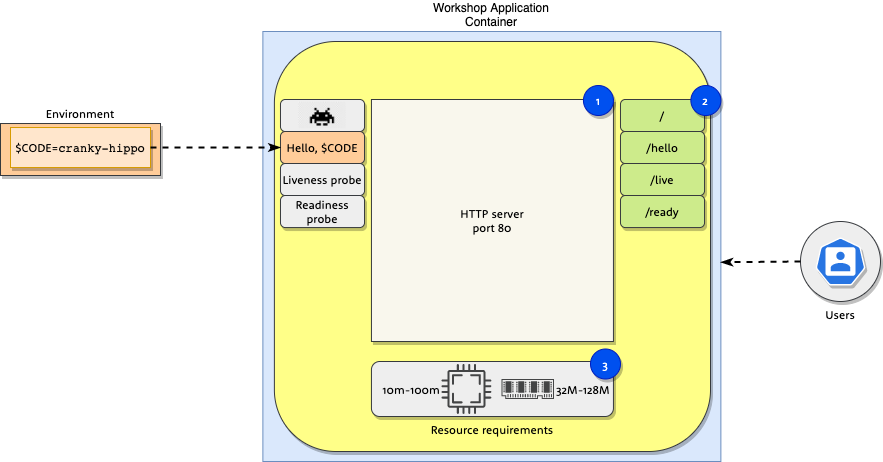 Workshop Application
Container
Environment
$CODE=cranky-hippo
Hello, $CODE
Liveness probe
Readiness
probe
HTTP server
port 80
1
2
/
/hello
/live
/ready
Users
3
10m-100m
32M-128M
Resource requirements